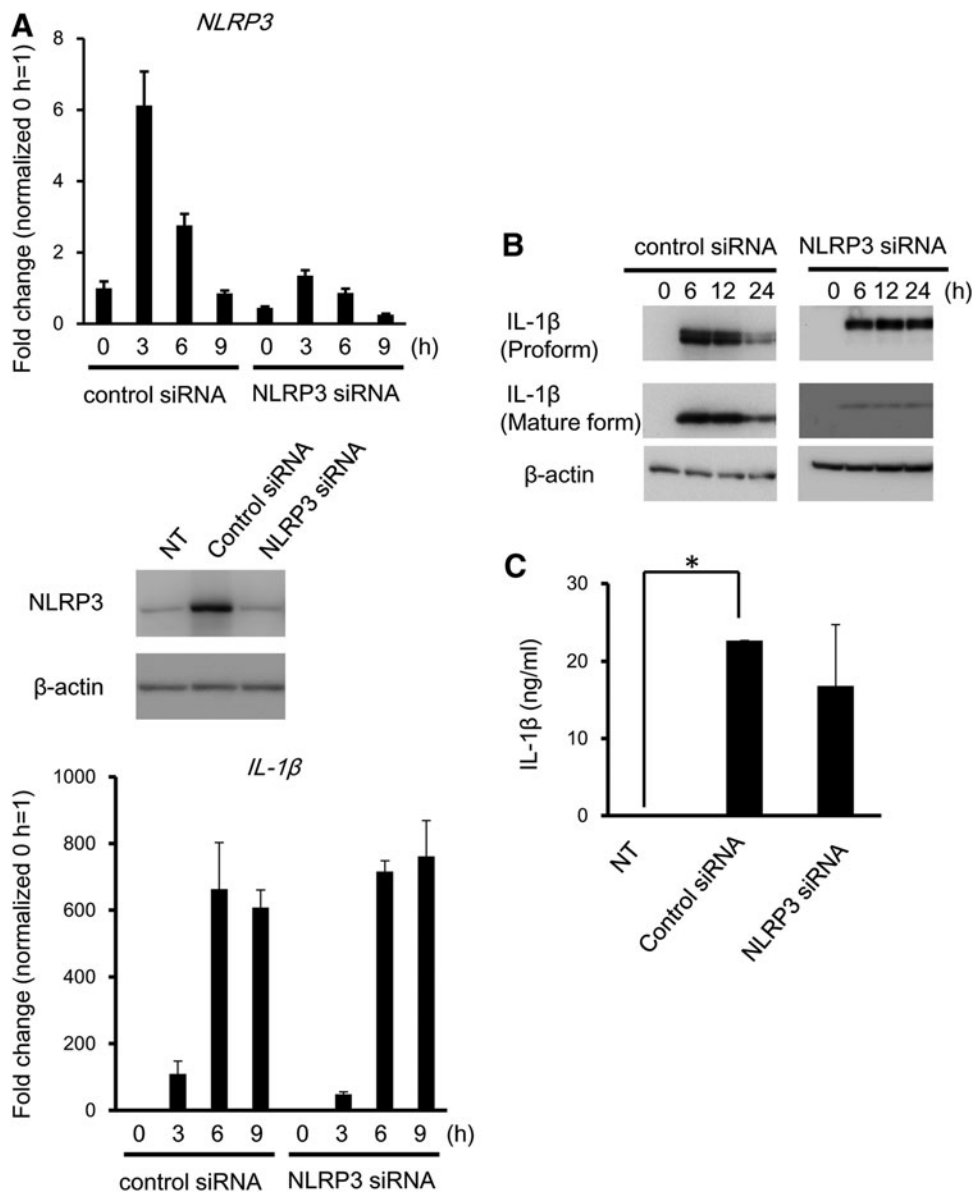 A
NLRP3
Fold change (normalized 0 h=1)
8
6
4
2
0
0 3 6 9 0 3 6 9 (h)
control siRNA NLRP3 siRNA
NT Control siRNA NLRP3 siRNA
NLRP3
β-actin
IL-1β
Fold change (normalized 0 h=1)
1000
800
600
400
200
0
0 3 6 9 0 3 6 9 (h)
control siRNA NLRP3 siRNA
B
control siRNA NLRP3 siRNA
0 6 12 24 0 6 12 24 (h)
IL-1β
(Proform)
IL-1β
(Mature form)
β-actin
C
*
IL-1β (ng/ml)
30
20
10
0
NT Control siRNA NLRP3 siRNA